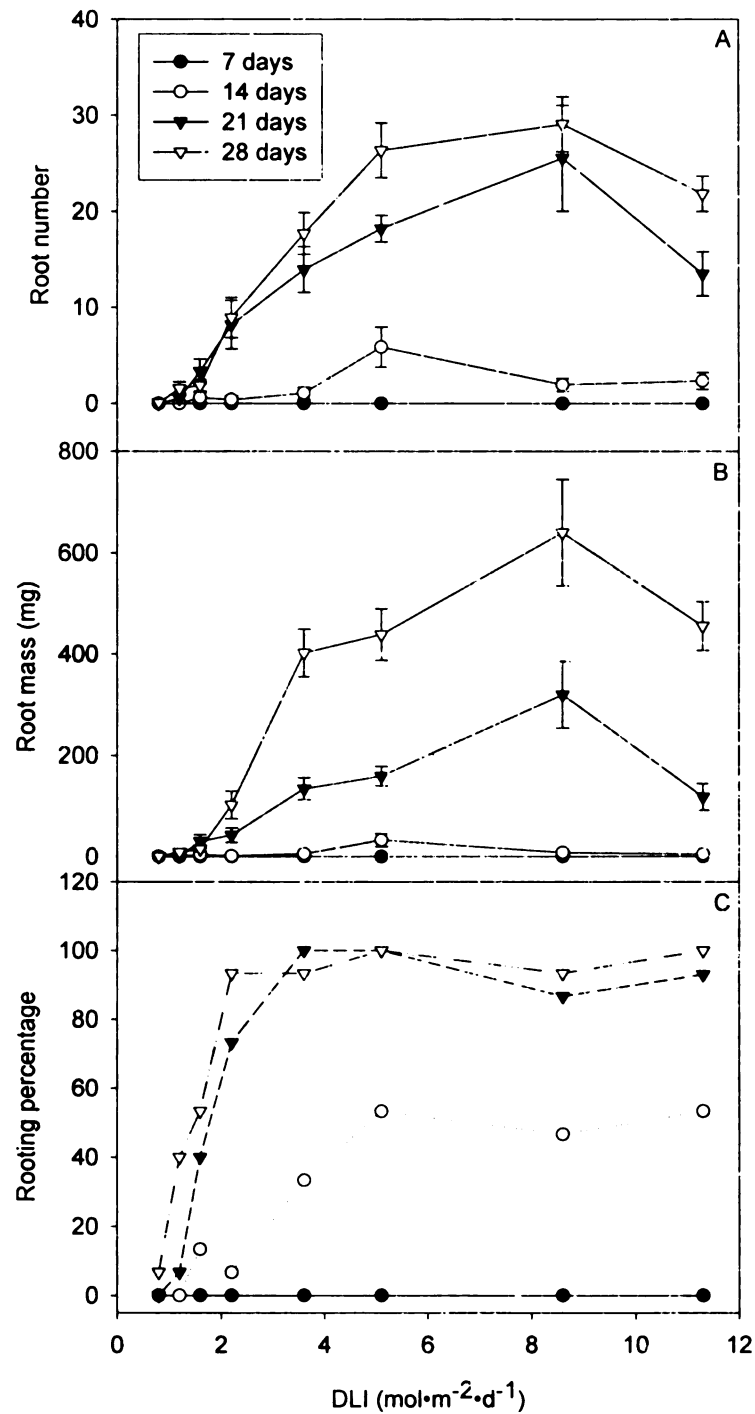 40
A
7 days
14 days
21 days
28 days
30
20
10
0
Root number
800
B
600
400
200
0
Root mass (mg)
120
C
100
80
60
40
20
0
Rooting percentage
0 2 4 6 8 10 12
DLI (mol•m⁻²•d⁻¹)